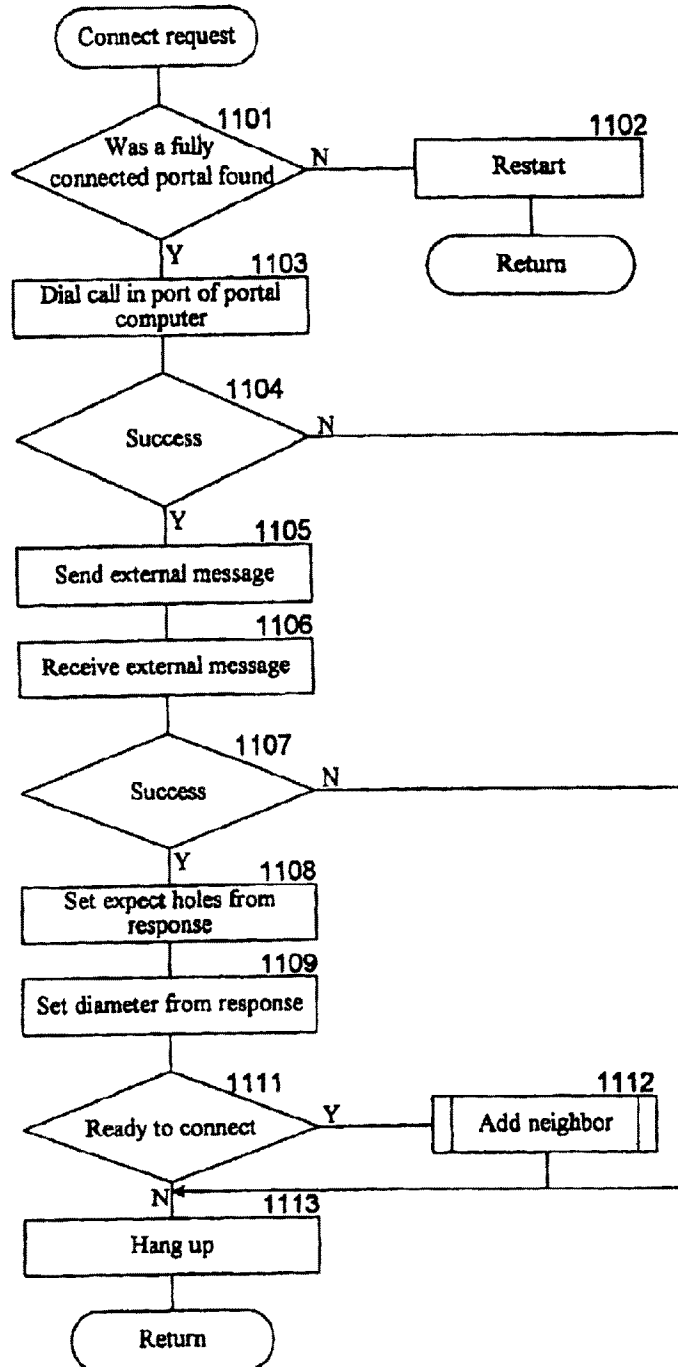 Connect request
1101
Was a fully
connected portal found
N
1102
Restart
Return
Y
1103
Dial call in port of portal
computer
1104
Success
N
Y
1105
Send external message
1106
Receive external message
1107
Success
N
Y
1108
Set expect holes from
response
1109
Set diameter from response
1111
Ready to connect
Y
1112
Add neighbor
N
1113
Hang up
Return